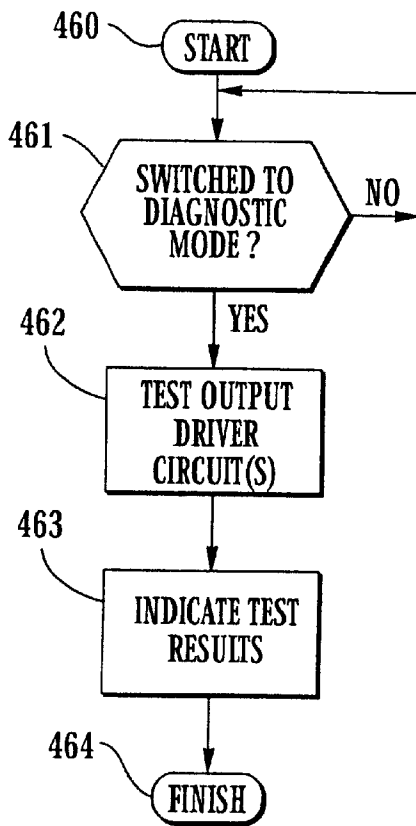 460
START
461
SWITCHED TO
DIAGNOSTIC
MODE ?
NO
YES
462
TEST OUTPUT
DRIVER
CIRCUIT(S)
463
INDICATE TEST
RESULTS
464
FINISH